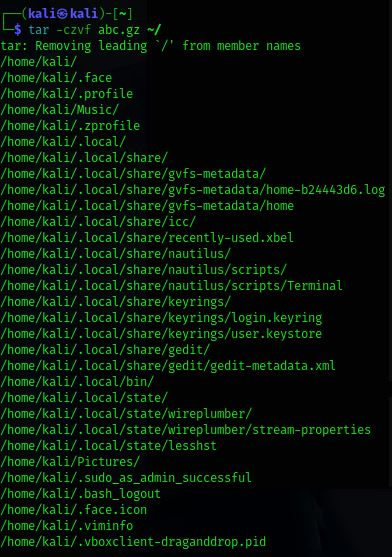 ┌──(kali㉿kali)-[~]
└─$ tar -czvf abc.gz ~/
tar: Removing leading `/' from member names
/home/kali/
/home/kali/.face
/home/kali/.profile
/home/kali/Music/
/home/kali/.zprofile
/home/kali/.local/
/home/kali/.local/share/
/home/kali/.local/share/gvfs-metadata/
/home/kali/.local/share/gvfs-metadata/home-b24443d6.log
/home/kali/.local/share/gvfs-metadata/home
/home/kali/.local/share/icc/
/home/kali/.local/share/recently-used.xbel
/home/kali/.local/share/nautilus/
/home/kali/.local/share/nautilus/scripts/
/home/kali/.local/share/nautilus/scripts/Terminal
/home/kali/.local/share/keyrings/
/home/kali/.local/share/keyrings/login.keyring
/home/kali/.local/share/keyrings/user.keystore
/home/kali/.local/share/gedit/
/home/kali/.local/share/gedit/gedit-metadata.xml
/home/kali/.local/bin/
/home/kali/.local/state/
/home/kali/.local/state/wireplumber/
/home/kali/.local/state/wireplumber/stream-properties
/home/kali/.local/state/lesshst
/home/kali/Pictures/
/home/kali/.sudo_as_admin_successful
/home/kali/.bash_logout
/home/kali/.face.icon
/home/kali/.viminfo
/home/kali/.vboxclient-draganddrop.pid